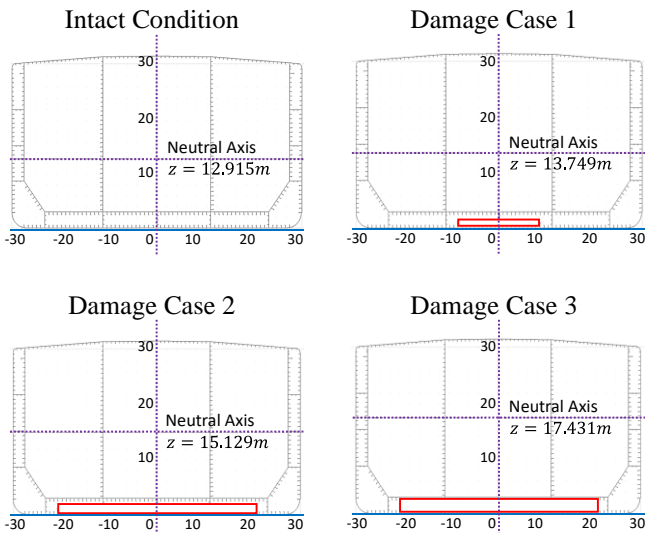 Intact Condition
30
20
Neutral Axis
z = 12.915m
10
-30 -20 -10 0 10 20 30
Damage Case 1
30
20
Neutral Axis
z = 13.749m
10
-30 -20 -10 0 10 20 30
Damage Case 2
30
20
Neutral Axis
z = 15.129m
10
-30 -20 -10 0 10 20 30
Damage Case 3
30
20
Neutral Axis
z = 17.431m
10
-30 -20 -10 0 10 20 30